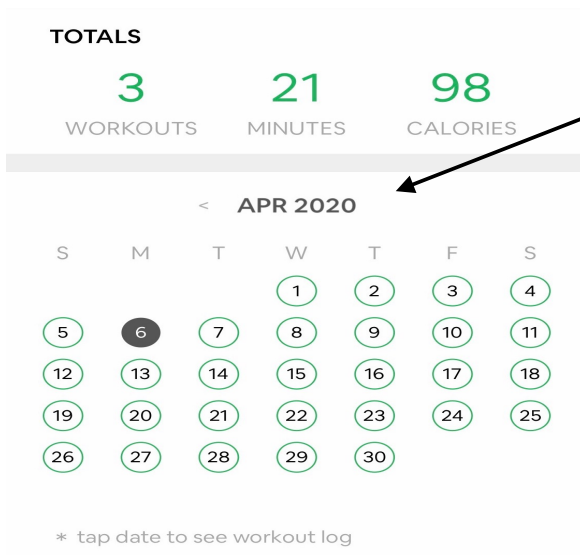 TOTALS
3 21 98
WORKOUTS MINUTES CALORIES
< APR 2020
S M T W T F S
1 2 3 4
5 6 7 8 9 10 11
12 13 14 15 16 17 18
19 20 21 22 23 24 25
26 27 28 29 30
* tap date to see workout log